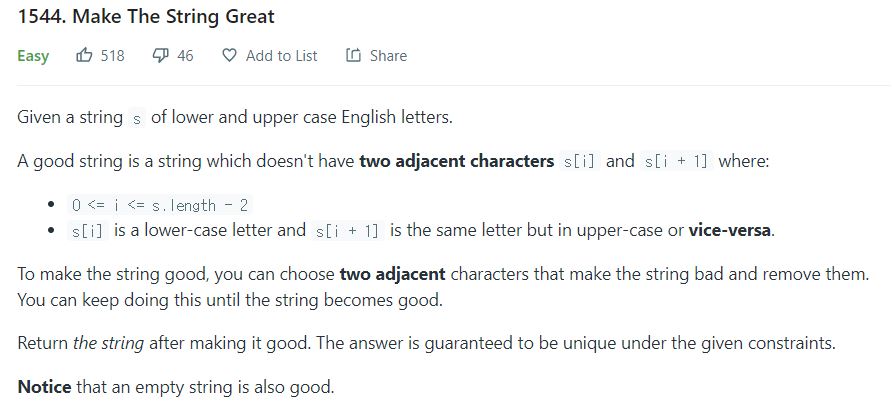 1544. Make The String Great
Easy 518 46 Add to List Share
Given a string s of lower and upper case English letters.
A good string is a string which doesn't have two adjacent characters s[i] and s[i + 1] where:
• 0 <= i <= s.length - 2
• s[i] is a lower-case letter and s[i + 1] is the same letter but in upper-case or vice-versa.
To make the string good, you can choose two adjacent characters that make the string bad and remove them.
You can keep doing this until the string becomes good.
Return the string after making it good. The answer is guaranteed to be unique under the given constraints.
Notice that an empty string is also good.